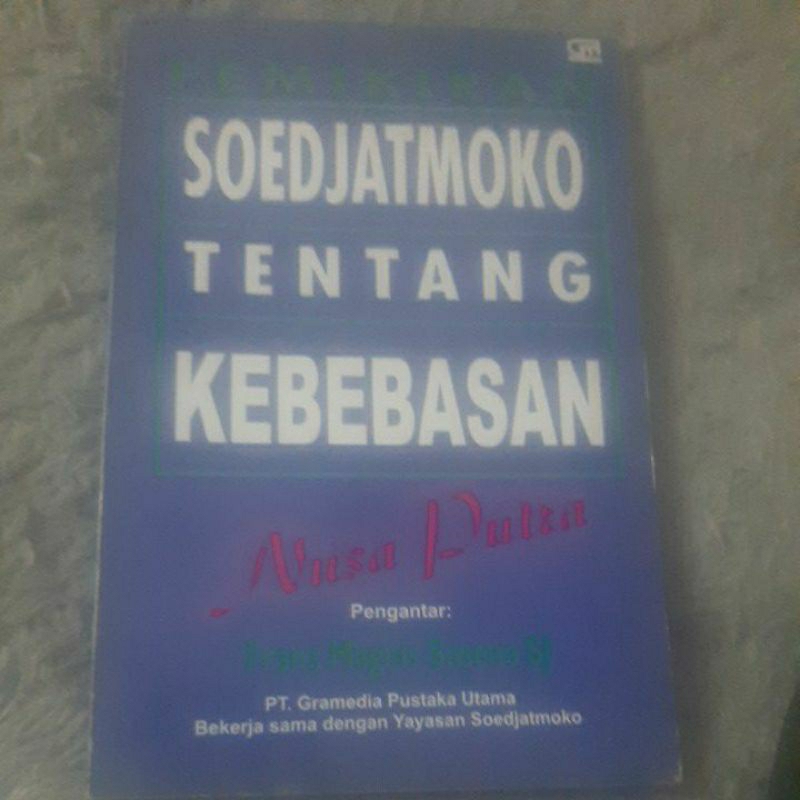 PEMIKIRAN
SOEDJATMOKO
TENTANG
KEBEBASAN
Nusa Putra
Pengantar:
Franz Magnis-Suseno SJ
PT. Gramedia Pustaka Utama
Bekerja sama dengan Yayasan Soedjatmoko